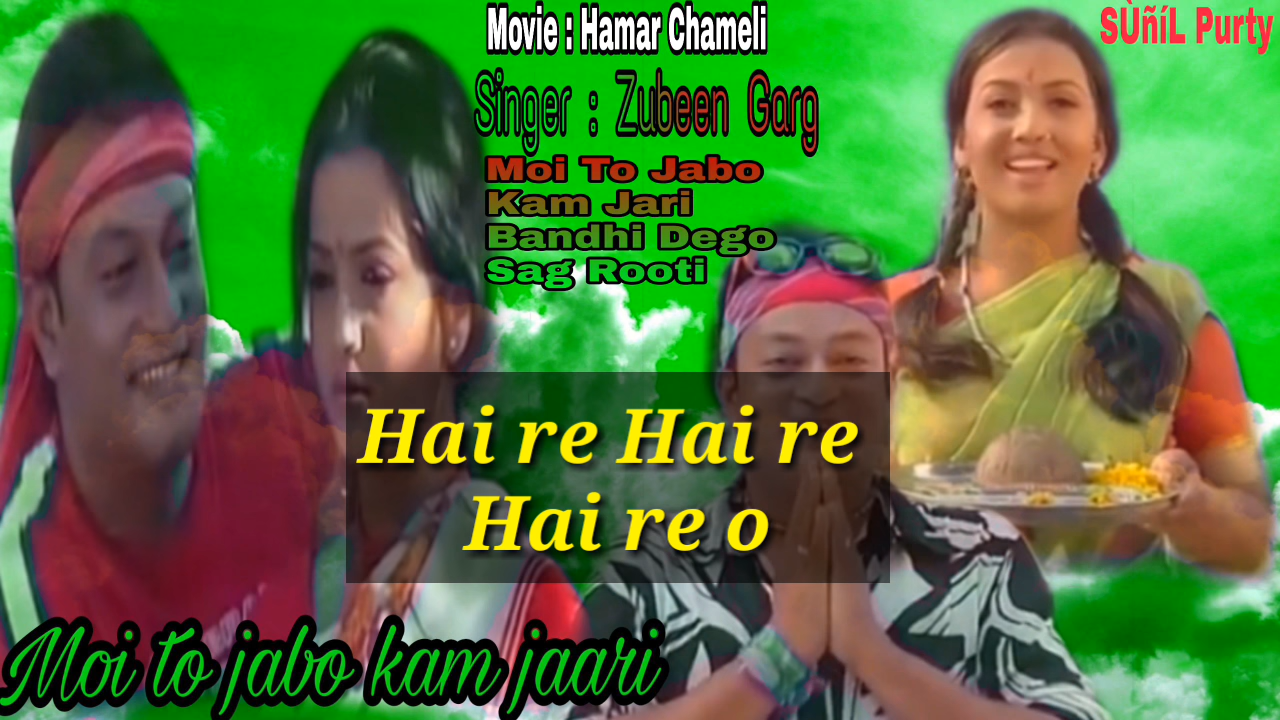 Movie : Hamar Chameli
SÙñíL Purty
Singer : Zubeen Garg
Moi To Jabo
Kam Jari
Bandhi Dego
Sag Rooti
Hai re Hai re
Hai re o
Moi to jabo kam jaari